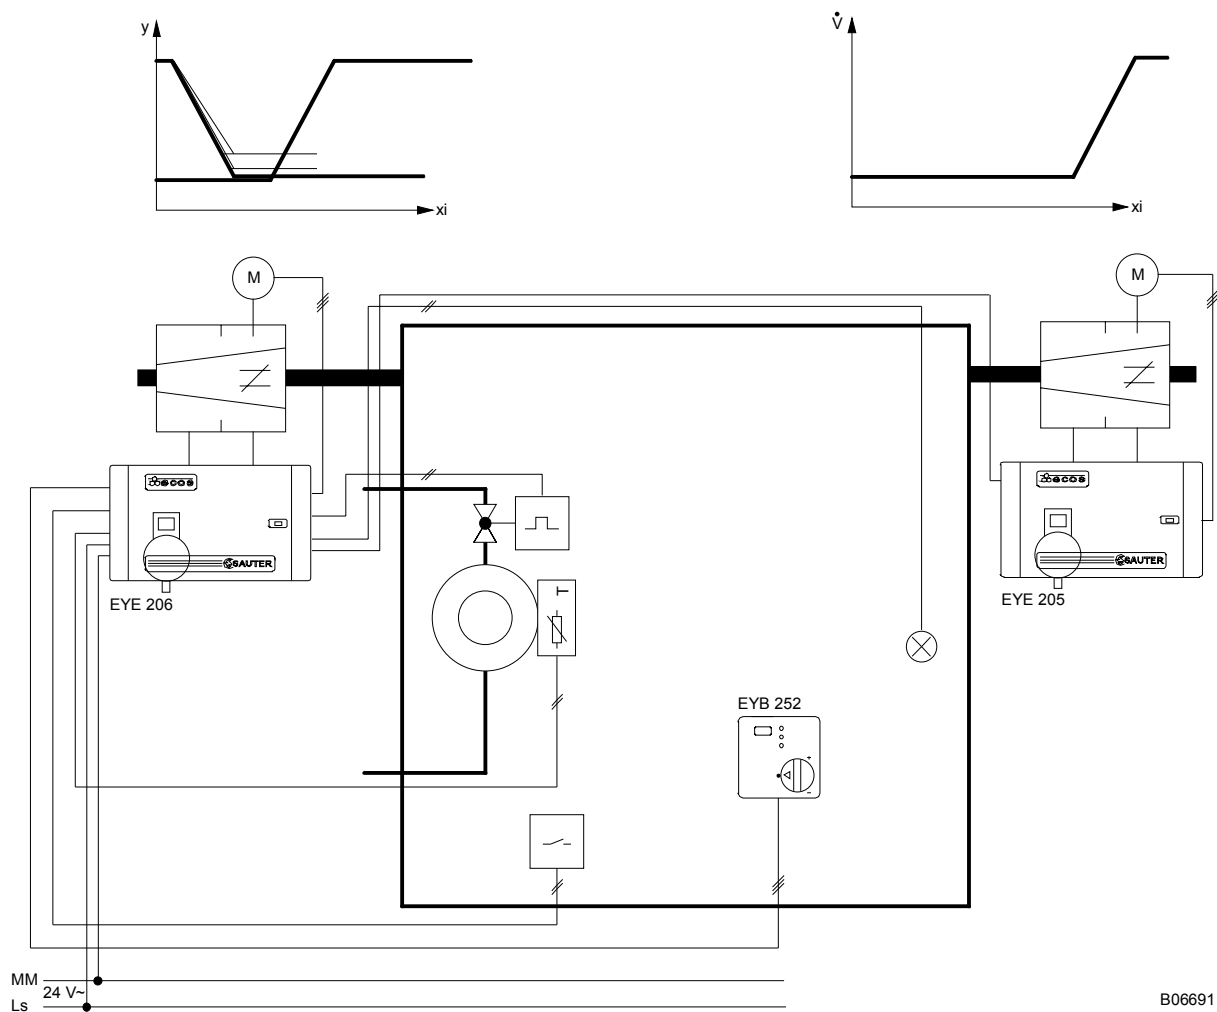 y
V̇
xi
xi
M
M
ecos
ecos
SAUTER
SAUTER
EYE 206
EYE 205
T
EYB 252
+
-
MM
24 V~
Ls
B06691